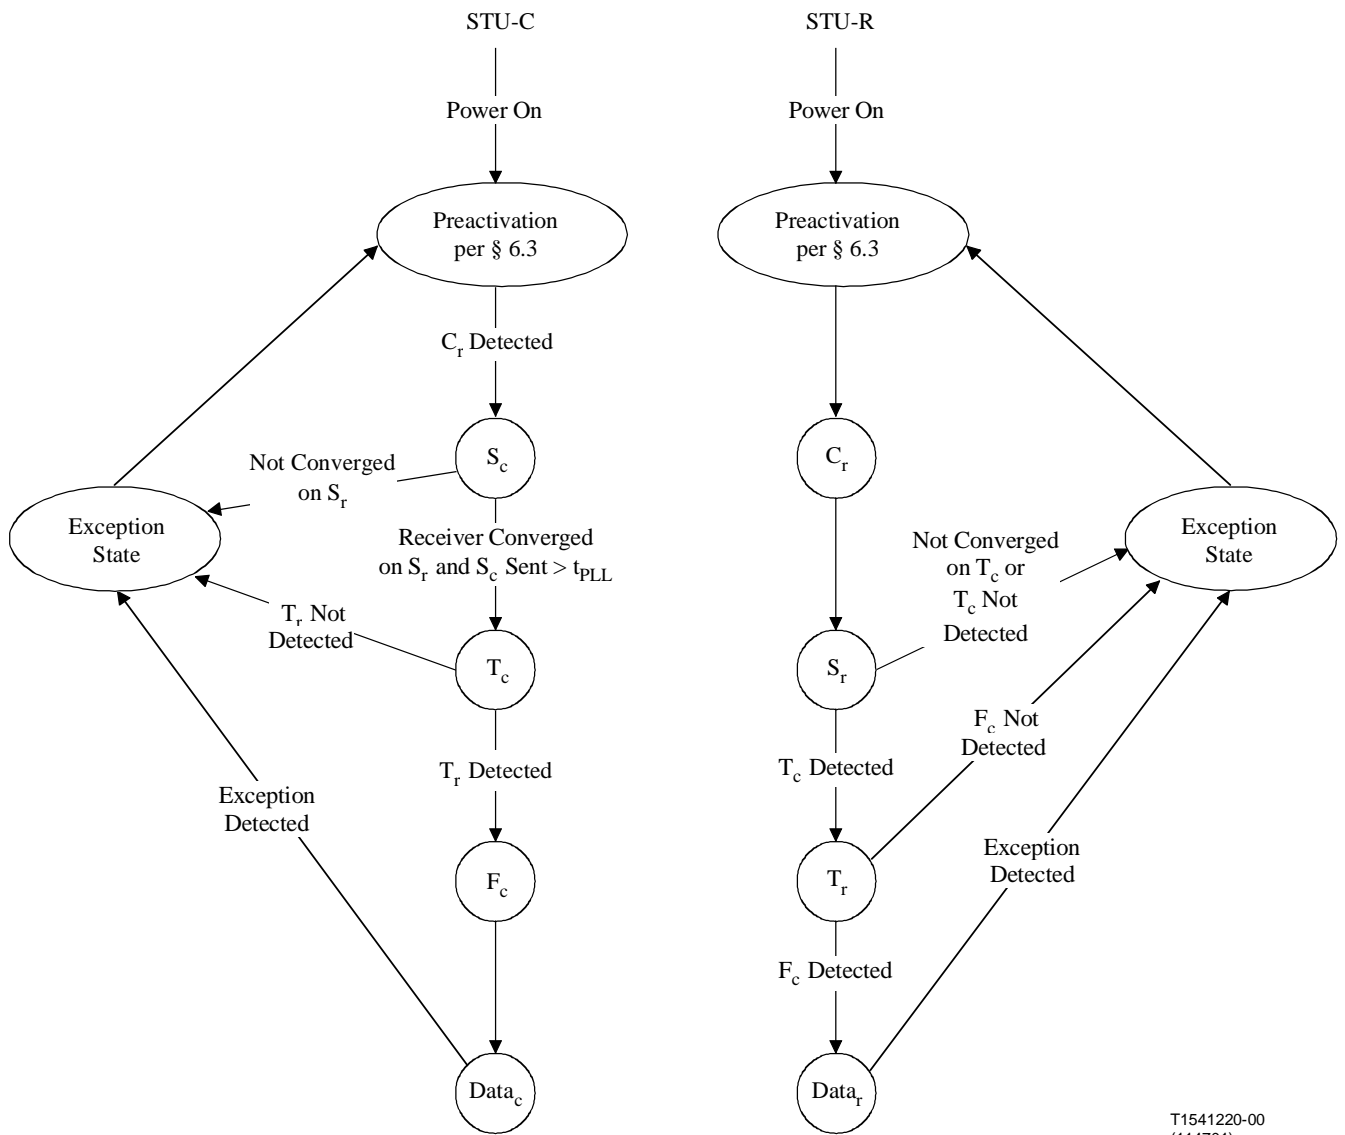 STU-C
STU-R
Power On
Power On
Preactivation
per § 6.3
Preactivation
per § 6.3
C_r Detected
S_c
C_r
Not Converged
on S_r
Exception
State
Receiver Converged
on S_r and S_c Sent > t_PLL
Not Converged
on T_c or
T_c Not
Detected
Exception
State
T_r Not
Detected
T_c
S_r
F_c Not
Detected
T_r Detected
T_c Detected
Exception
Detected
Exception
Detected
F_c
T_r
F_c Detected
Data_c
Data_r
T1541220-00